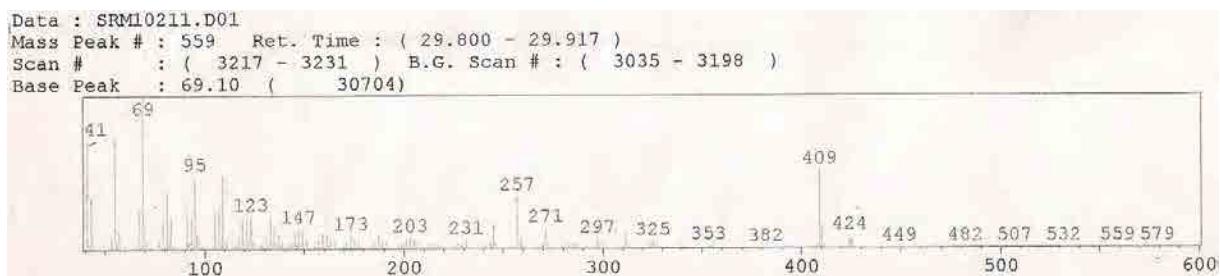 Data : SRM10211.D01
Mass Peak # : 559 Ret. Time : ( 29.800 - 29.917 )
Scan # : ( 3217 - 3231 ) B.G. Scan # : ( 3035 - 3198 )
Base Peak : 69.10 ( 30704)
41 69 95 123 147 173 203 231 257 271 297 325 353 382 409 424 449 482 507 532 559 579
100 200 300 400 500 600